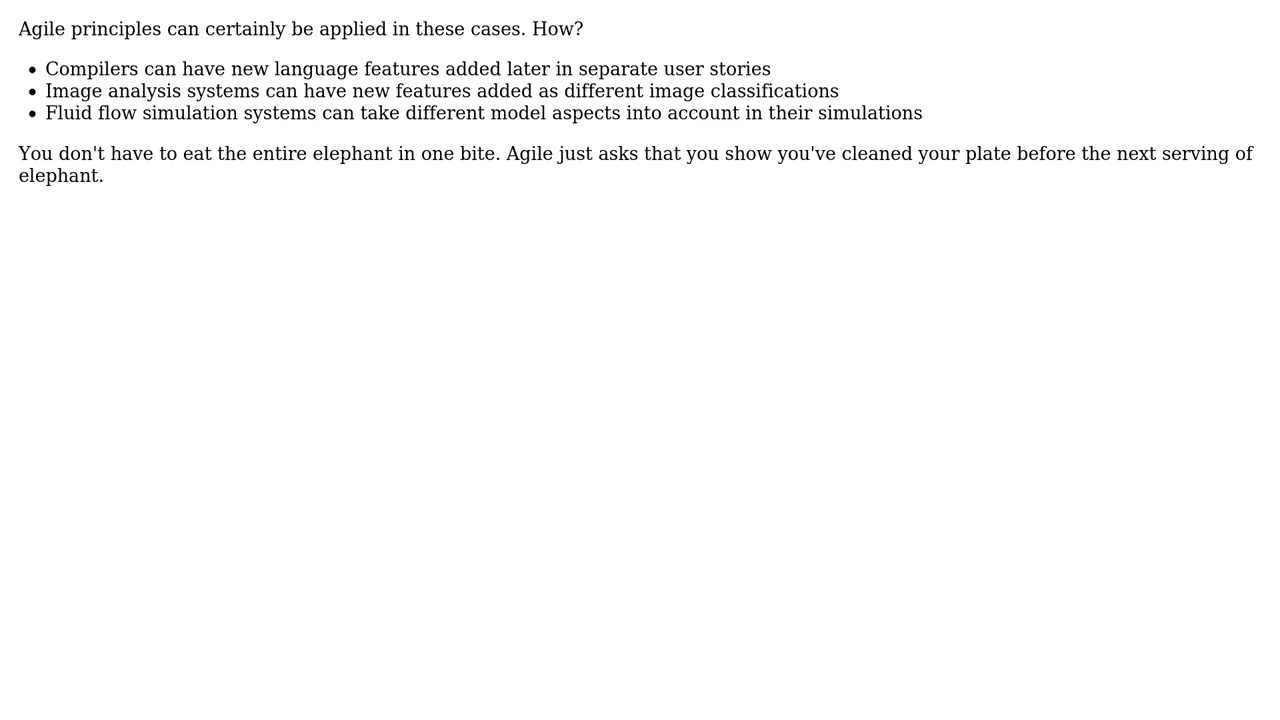 Agile principles can certainly be applied in these cases. How?
• Compilers can have new language features added later in separate user stories
• Image analysis systems can have new features added as different image classifications
• Fluid flow simulation systems can take different model aspects into account in their simulations
You don't have to eat the entire elephant in one bite. Agile just asks that you show you've cleaned your plate before the next serving of
elephant.